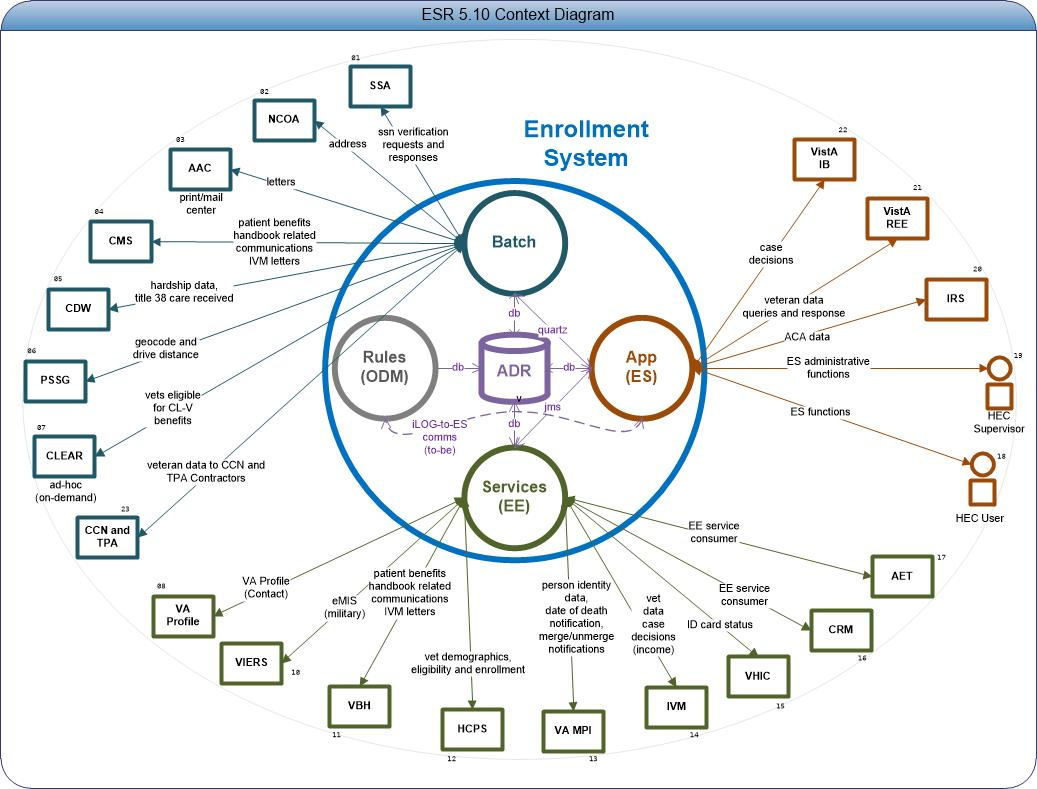 ESR 5.10 Context Diagram
01
SSA
ssn verification
requests and
responses
02
NCOA
address
03
AAC
print/mail
center
letters
04
CMS
patient benefits
handbook related
communications
IVM letters
05
CDW
hardship data,
title 38 care received
06
PSSG
geocode and
drive distance
07
CLEAR
ad-hoc
(on-demand)
vets eligible
for CL-V
benefits
23
CCN and
TPA
veteran data to CCN and
TPA Contractors
Enrollment
System
Batch
Rules
(ODM)
ADR
App
(ES)
Services
(EE)
db
quartz
db
db
v
jms
db
iLOG-to-ES
comms
(to-be)
22
VistA
IB
case
decisions
21
VistA
REE
veteran data
queries and response
20
IRS
ACA data
19
HEC
Supervisor
ES administrative
functions
18
HEC User
ES functions
08
VA
Profile
VA Profile
(Contact)
10
VIERS
eMIS
(military)
11
VBH
patient benefits
handbook related
communications
IVM letters
12
HCPS
vet demographics,
eligibility and enrollment
13
VA MPI
person identity
data,
date of death
notification,
merge/unmerge
notifications
14
IVM
vet
data
case
decisions
(income)
15
VHIC
ID card status
16
CRM
EE service
consumer
17
AET
EE service
consumer